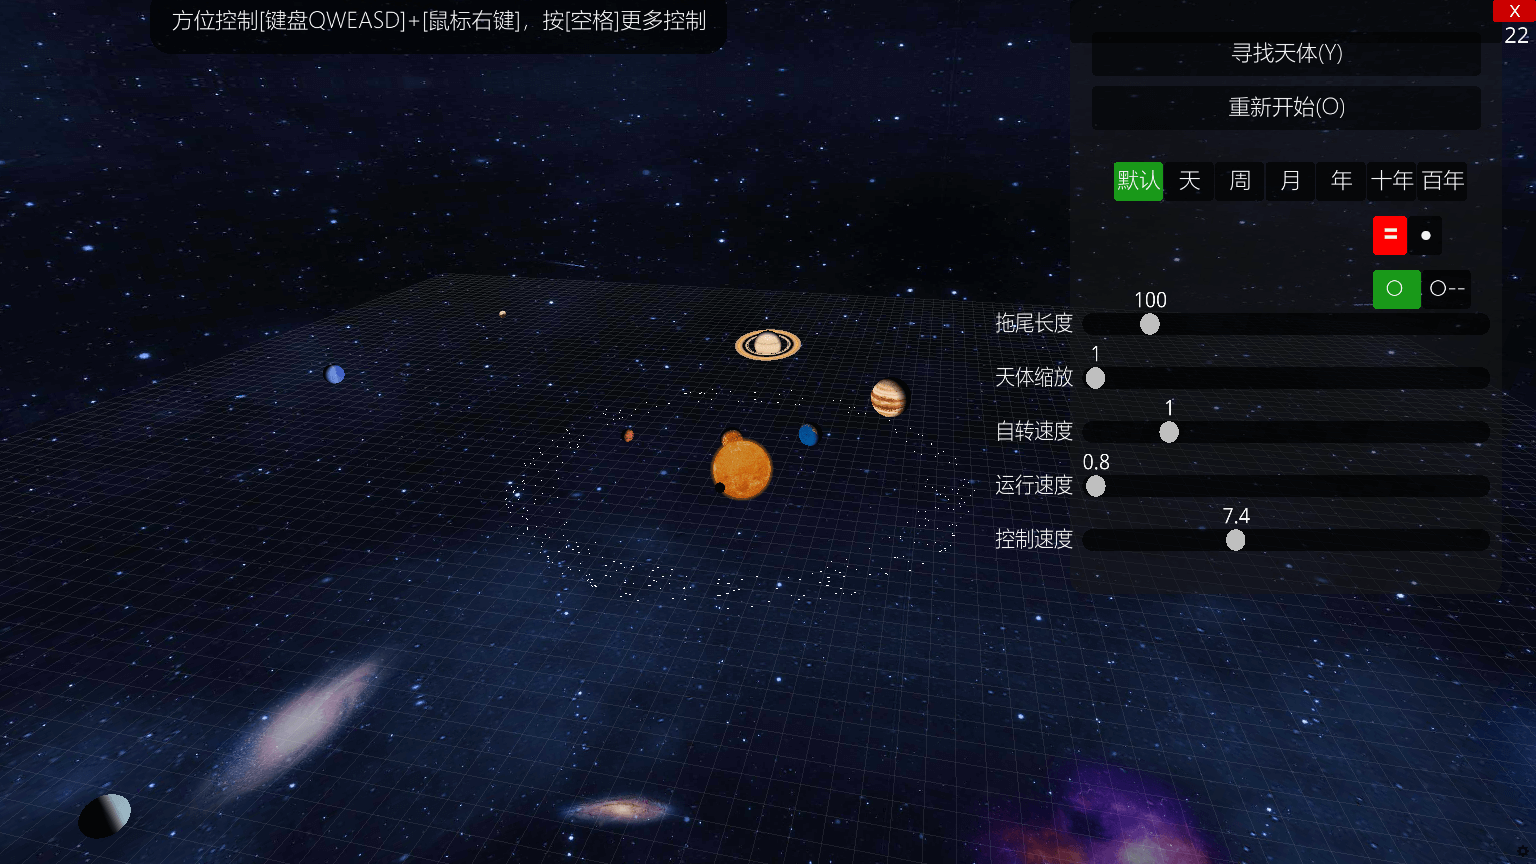 方位控制[键盘QWEASD]+[鼠标右键]，按[空格]更多控制
X
22
寻找天体(Y)
重新开始(O)
默认 天 周 月 年 十年 百年
100
拖尾长度
1
天体缩放
1
自转速度
0.8
运行速度
7.4
控制速度